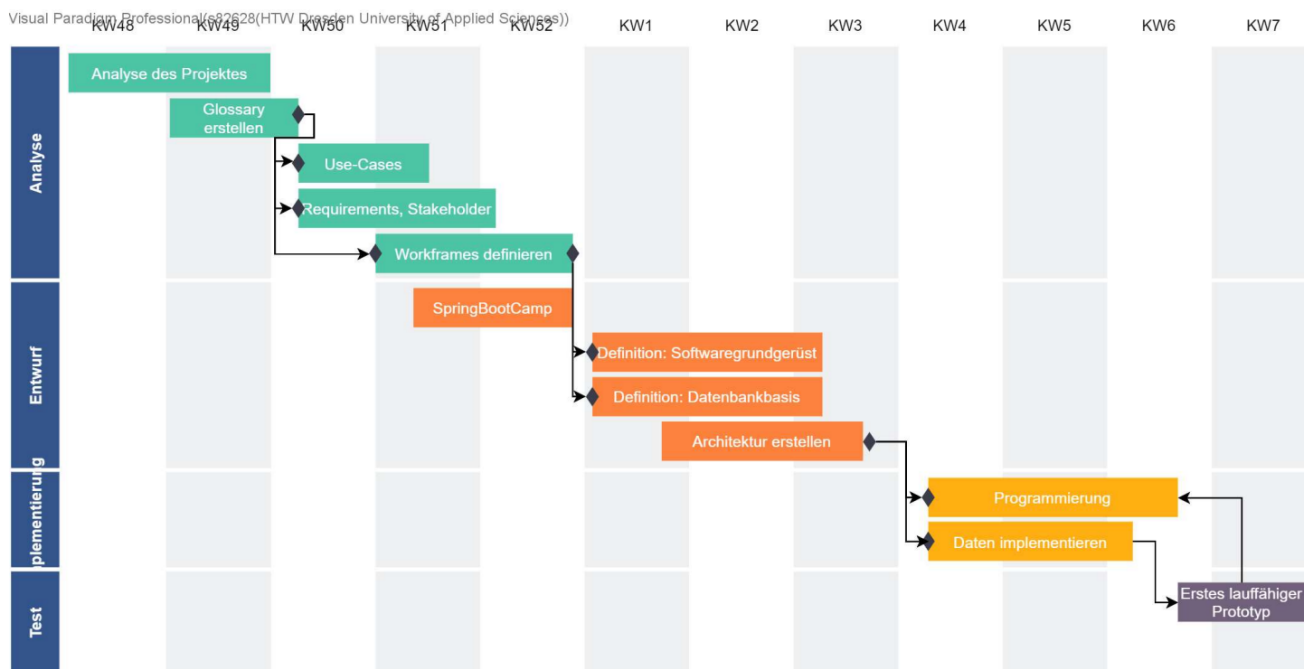 Visual Paradigm Professional(s82628(HTW Dresden University of Applied Sciences))
KW48 KW49 KW50 KW51 KW52 KW1 KW2 KW3 KW4 KW5 KW6 KW7
Analyse
Analyse des Projektes
Glossary
erstellen
Use-Cases
Requirements, Stakeholder
Workframes definieren
Entwurf
SpringBootCamp
Definition: Softwaregrundgerüst
Definition: Datenbankbasis
Architektur erstellen
plementierung
Programmierung
Daten implementieren
Test
Erstes lauffähiger
Prototyp